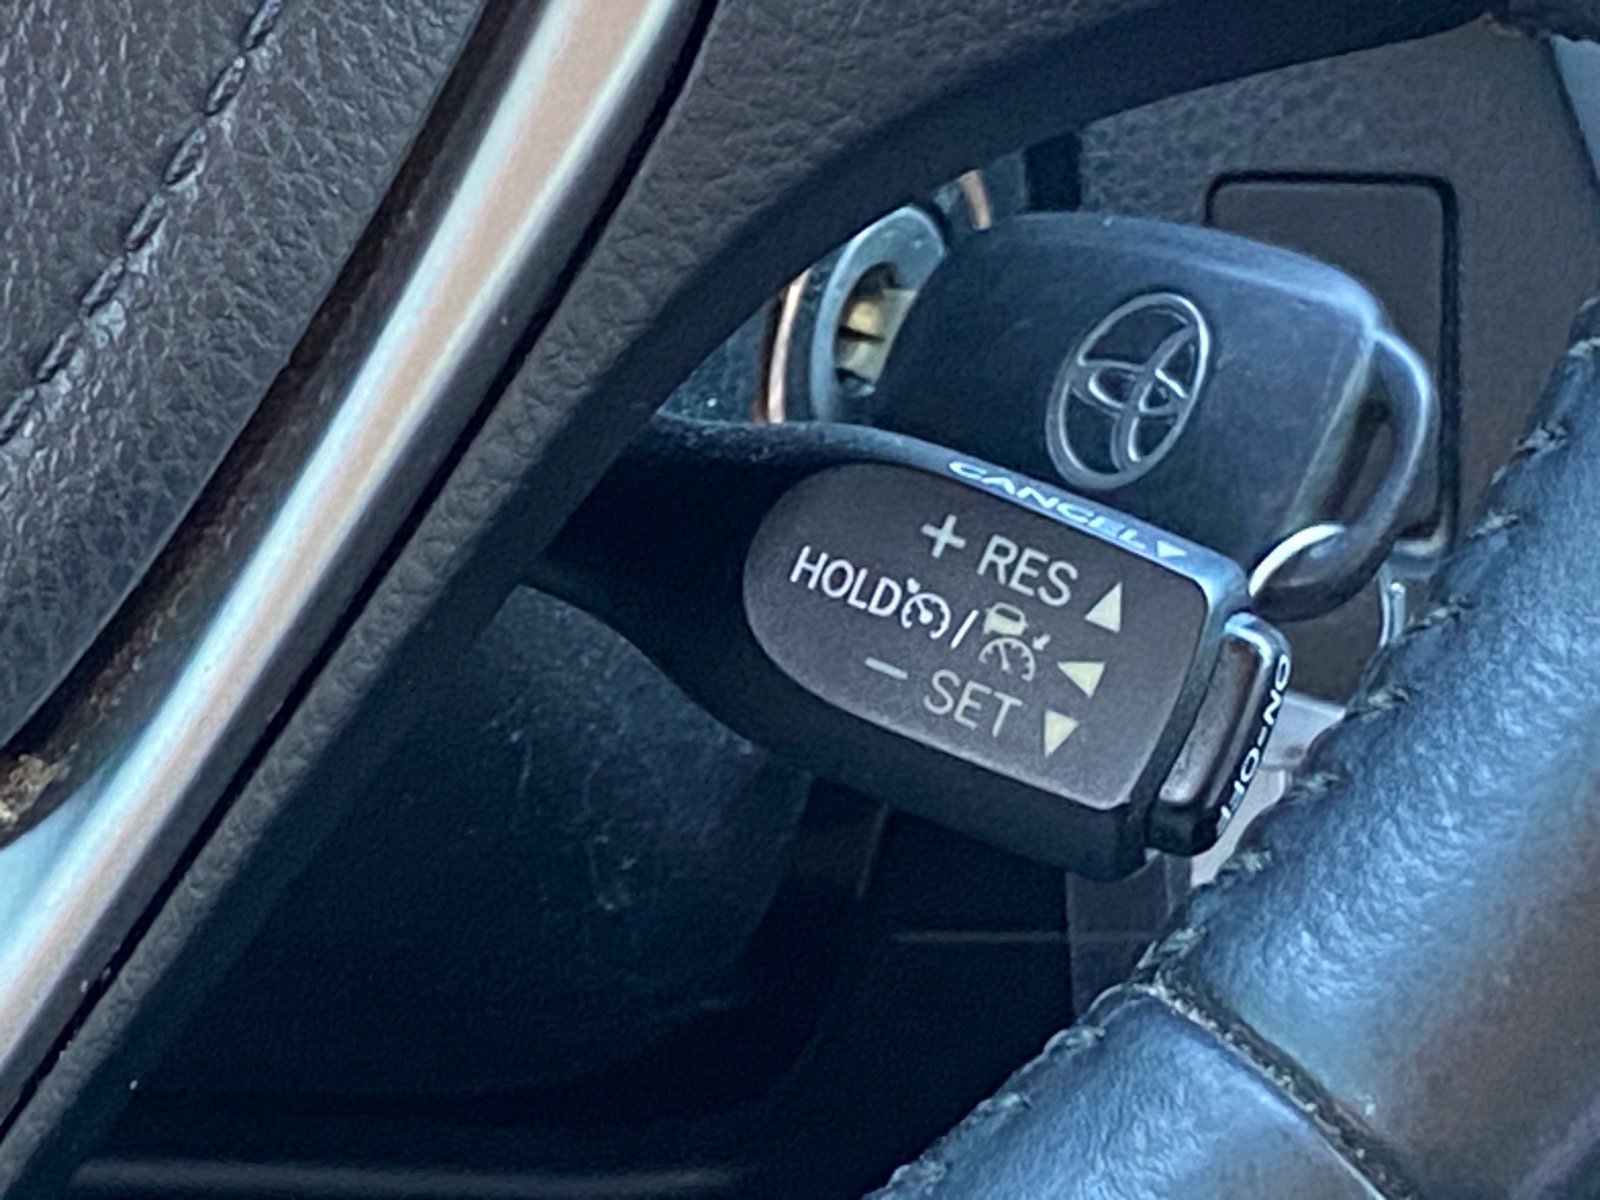 CANCEL▼
+ RES ▲
HOLD / ◀
− SET ▼
ON-OFF